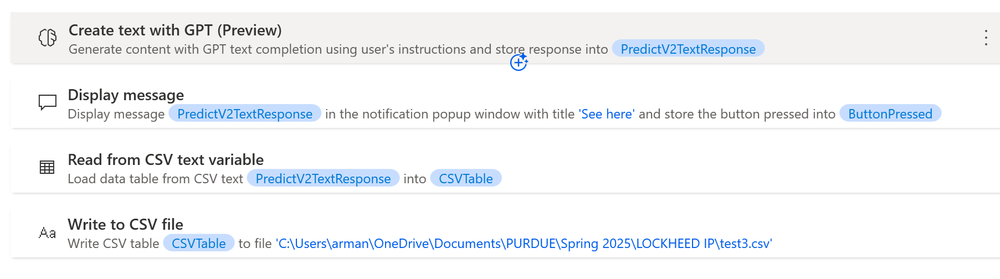 Create text with GPT (Preview)
Generate content with GPT text completion using user's instructions and store response into PredictV2TextResponse
Display message
Display message PredictV2TextResponse in the notification popup window with title 'See here' and store the button pressed into ButtonPressed
Read from CSV text variable
Load data table from CSV text PredictV2TextResponse into CSVTable
Aa
Write to CSV file
Write CSV table CSVTable to file 'C:\Users\arman\OneDrive\Documents\PURDUE\Spring 2025\LOCKHEED IP\test3.csv'